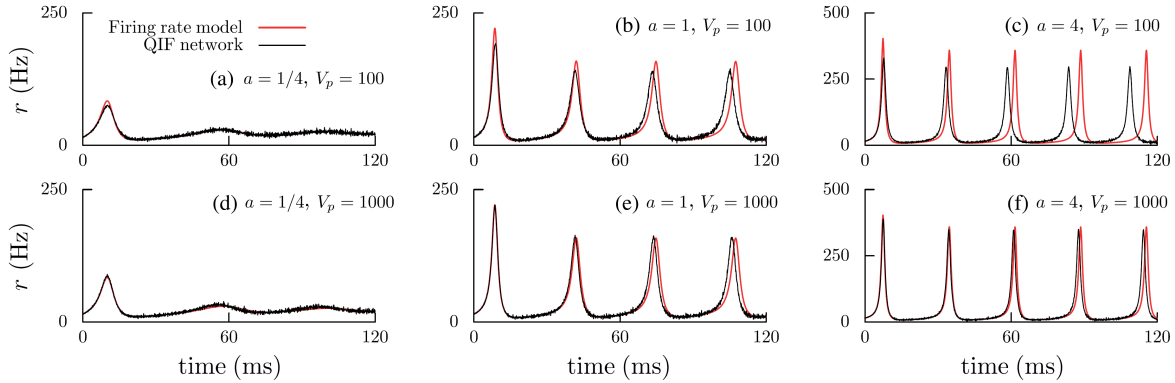 Firing rate model
QIF network
(a) a = 1/4, V_p = 100
r (Hz)
250
0
0 60 120
(b) a = 1, V_p = 100
250
0
0 60 120
(c) a = 4, V_p = 100
500
250
0
0 60 120
(d) a = 1/4, V_p = 1000
r (Hz)
250
0
0 60 120
time (ms)
(e) a = 1, V_p = 1000
250
0
0 60 120
time (ms)
(f) a = 4, V_p = 1000
500
250
0
0 60 120
time (ms)